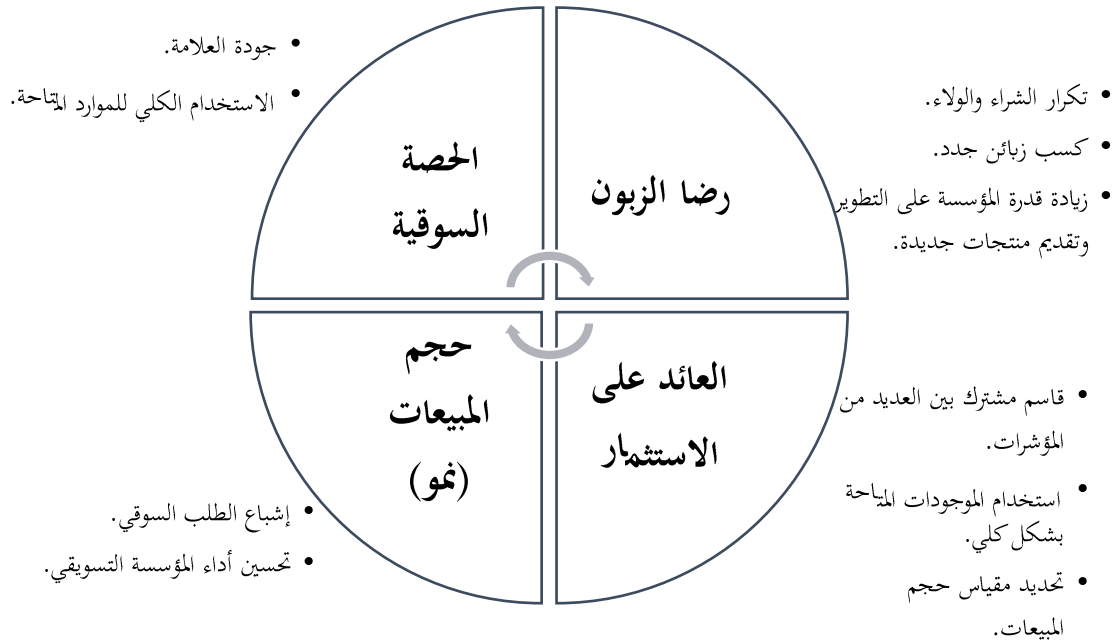 رضا الزبون
• تكرار الشراء والولاء.
• كسب زبائن جدد.
• زيادة قدرة المؤسسة على التطوير
وتقديم منتجات جديدة.
الحصة
السوقية
• جودة العلامة.
• الاستخدام الكلي للموارد المتاحة.
العائد على
الاستثمار
• قاسم مشترك بين العديد من
المؤشرات.
• استخدام الموجودات المتاحة
بشكل كلي.
• تحديد مقياس حجم
المبيعات.
حجم
المبيعات
(نمو)
• إشباع الطلب السوقي.
• تحسين أداء المؤسسة التسويقي.